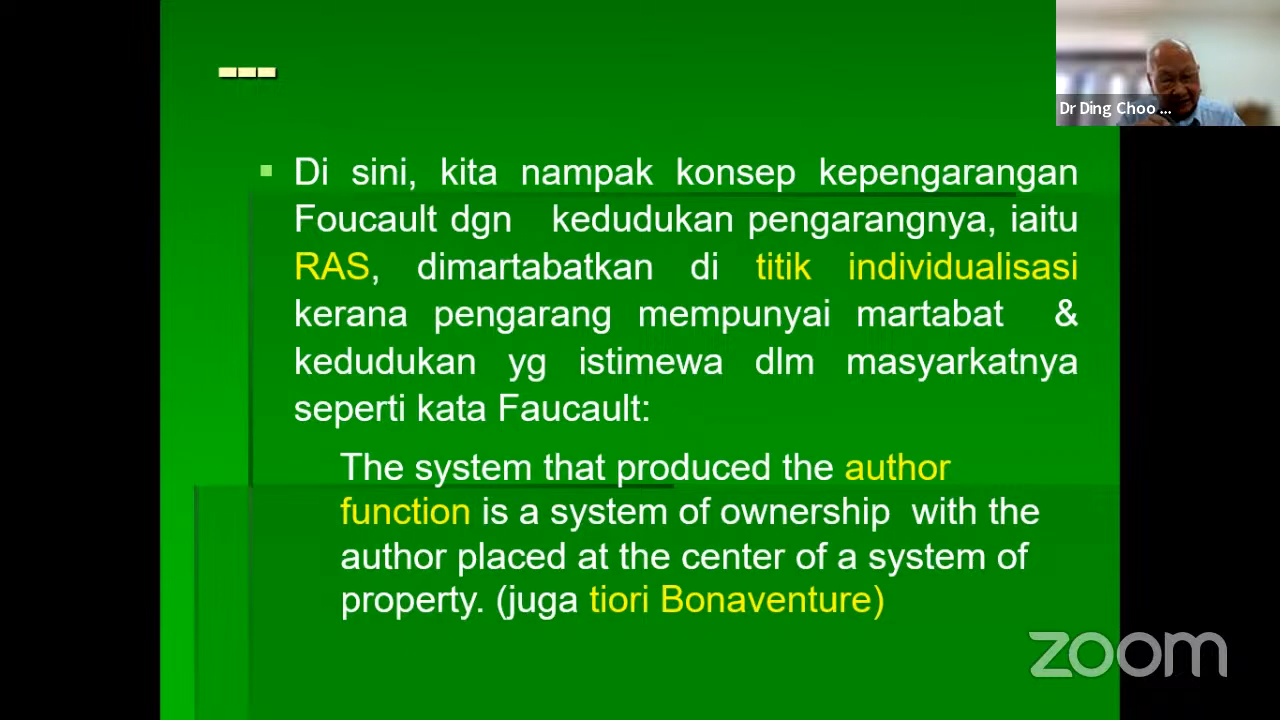 ---
Dr Ding Choo ...
Di sini, kita nampak konsep kepengarangan
Foucault dgn kedudukan pengarangnya, iaitu
RAS, dimartabatkan di titik individualisasi
kerana pengarang mempunyai martabat &
kedudukan yg istimewa dlm masyarkatnya
seperti kata Faucault:
The system that produced the author
function is a system of ownership with the
author placed at the center of a system of
property. (juga tiori Bonaventure)
zoom